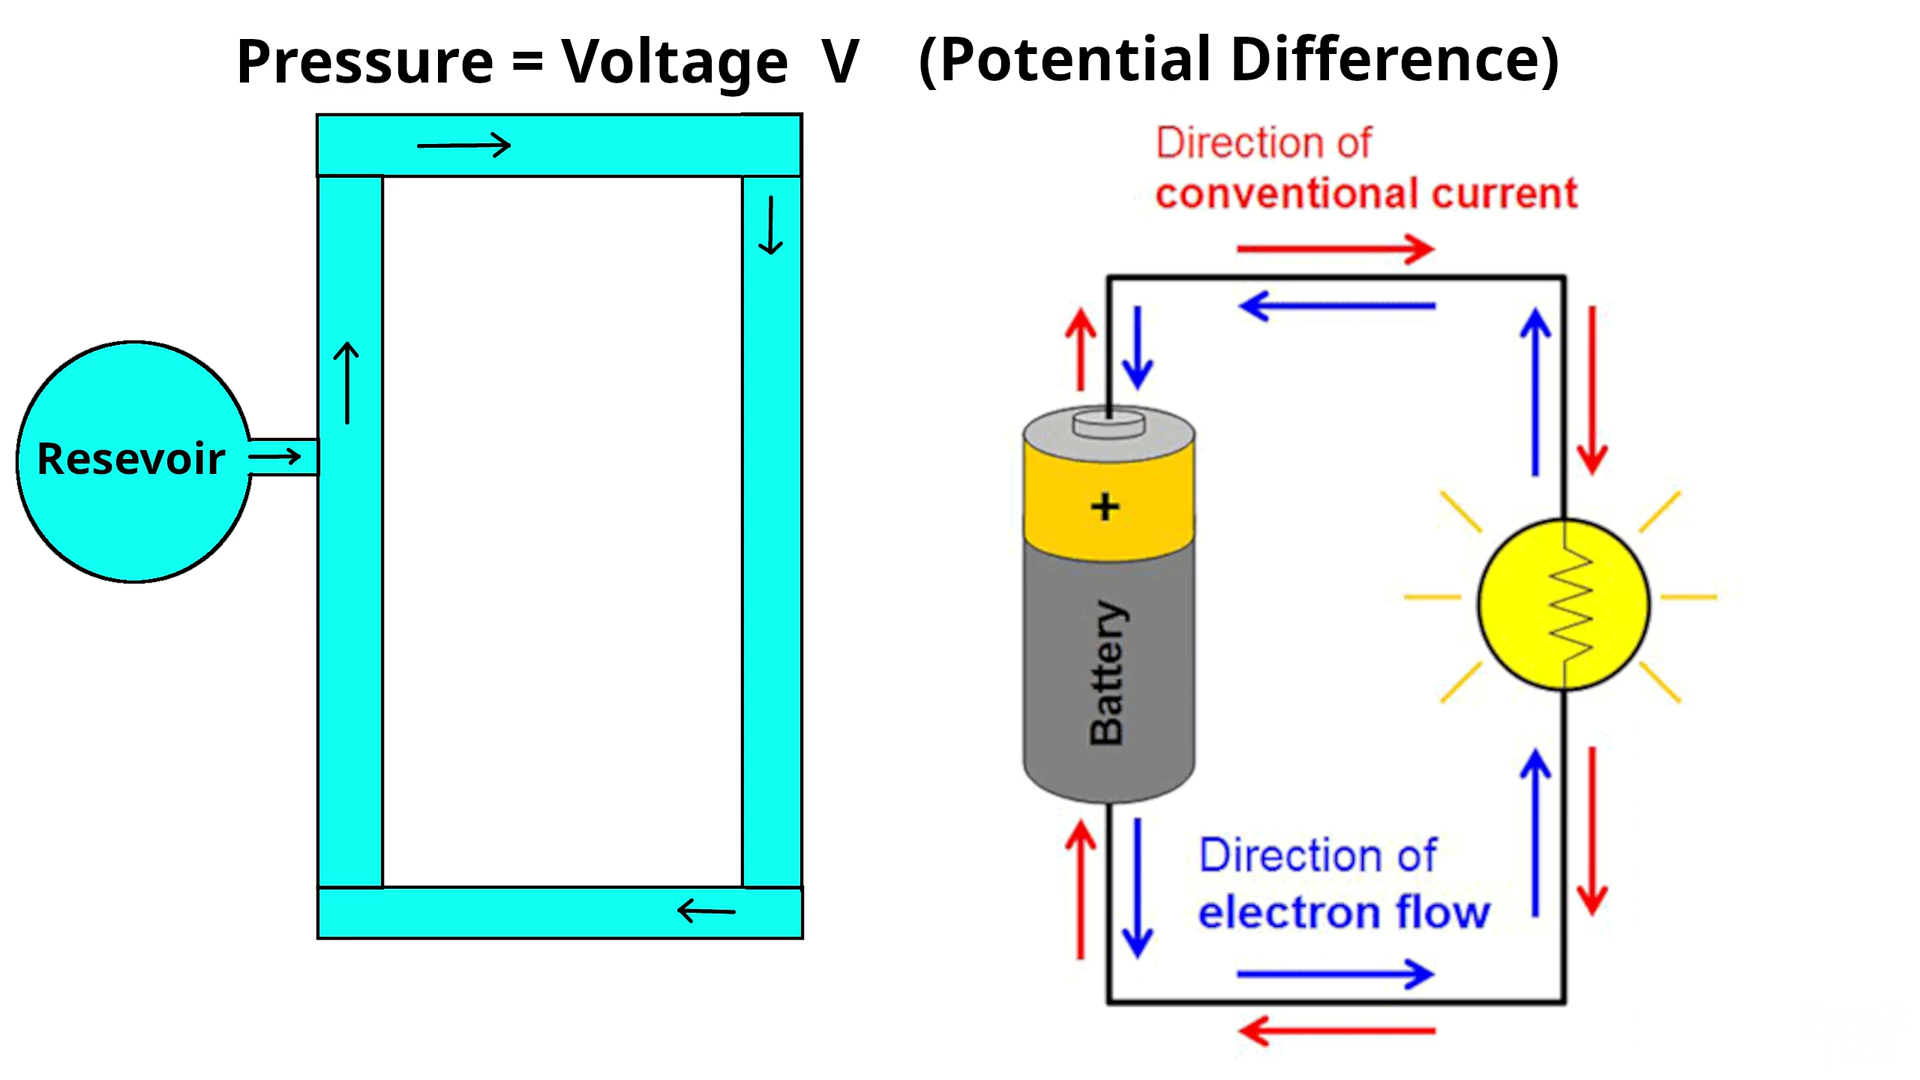 Pressure = Voltage V (Potential Difference)
Direction of
conventional current
Resevoir
+
Battery
Direction of
electron flow